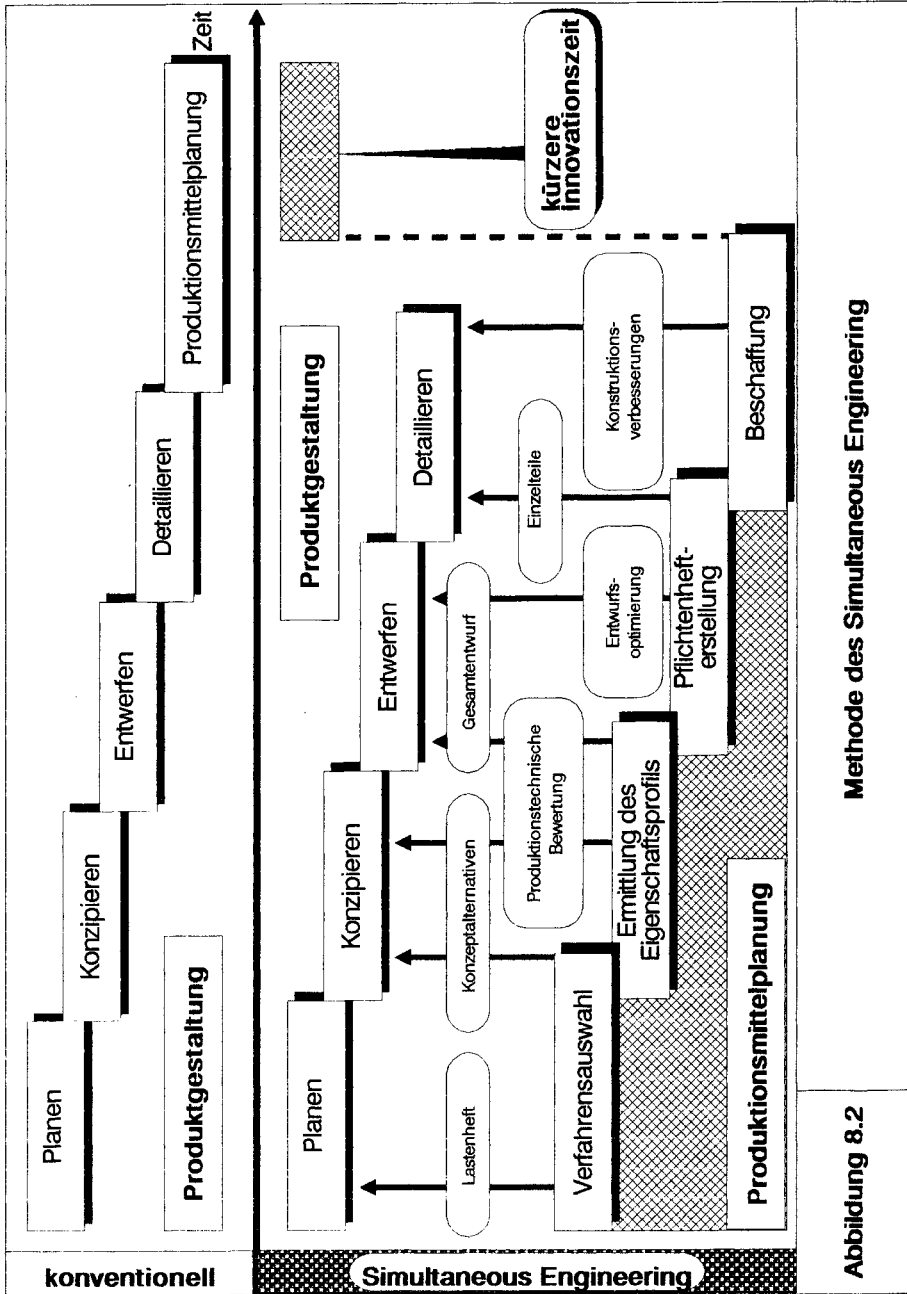 konventionell
Planen
Konzipieren
Entwerfen
Detaillieren
Produktionsmittelplanung
Zeit
Produktgestaltung
Simultaneous Engineering
Planen
Konzipieren
Entwerfen
Detaillieren
Produktgestaltung
Lastenheft
Konzeptalternativen
Gesamtentwurf
Einzelteile
Produktionstechnische
Bewertung
Entwurfs-
optimierung
Konstruktions-
verbesserungen
kürzere
innovationszeit
Verfahrensauswahl
Ermittlung des
Eigenschaftsprofils
Pflichtenheft-
erstellung
Beschaffung
Produktionsmittelplanung
Abbildung 8.2
Methode des Simultaneous Engineering